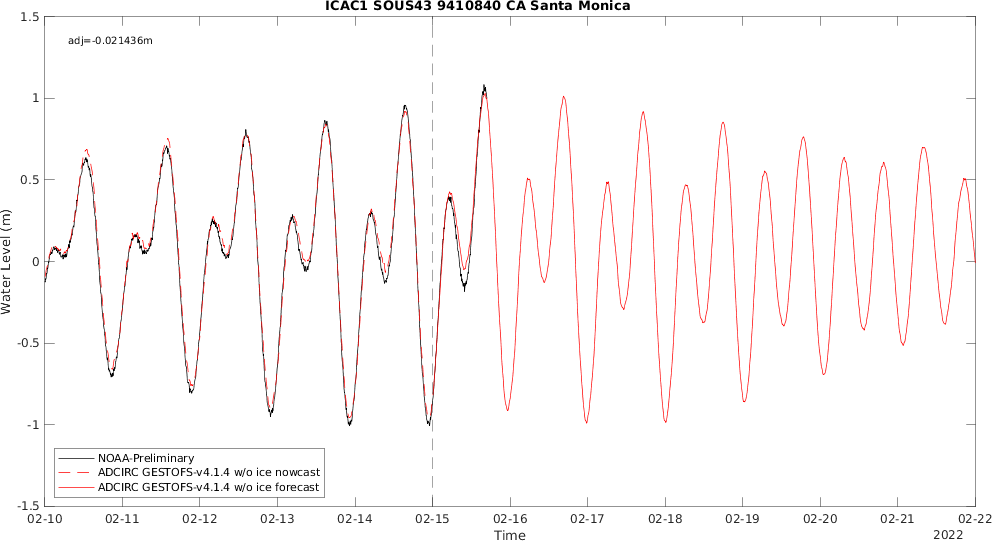 ICAC1 SOUS43 9410840 CA Santa Monica
adj=-0.021436m
1.5
1
0.5
0
-0.5
-1
-1.5
Water Level (m)
NOAA-Preliminary
ADCIRC GESTOFS-v4.1.4 w/o ice nowcast
ADCIRC GESTOFS-v4.1.4 w/o ice forecast
02-10 02-11 02-12 02-13 02-14 02-15 02-16 02-17 02-18 02-19 02-20 02-21 02-22
Time
2022